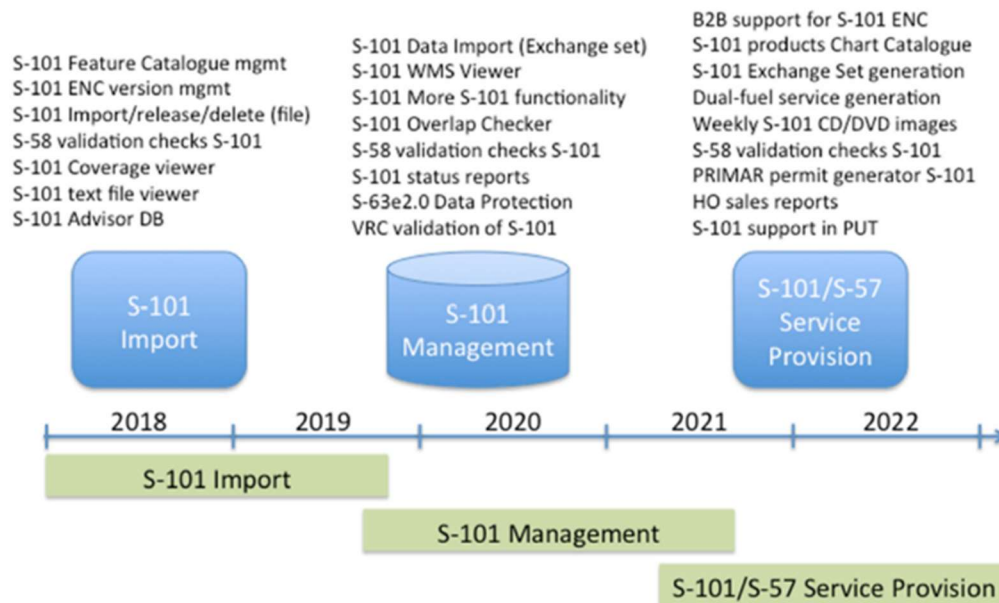 S-101 Feature Catalogue mgmt
S-101 ENC version mgmt
S-101 Import/release/delete (file)
S-58 validation checks S-101
S-101 Coverage viewer
S-101 text file viewer
S-101 Advisor DB
S-101 Data Import (Exchange set)
S-101 WMS Viewer
S-101 More S-101 functionality
S-101 Overlap Checker
S-58 validation checks S-101
S-101 status reports
S-63e2.0 Data Protection
VRC validation of S-101
B2B support for S-101 ENC
S-101 products Chart Catalogue
S-101 Exchange Set generation
Dual-fuel service generation
Weekly S-101 CD/DVD images
S-58 validation checks S-101
PRIMAR permit generator S-101
HO sales reports
S-101 support in PUT
S-101
Import
S-101
Management
S-101/S-57
Service
Provision
2018 2019 2020 2021 2022
S-101 Import
S-101 Management
S-101/S-57 Service Provision